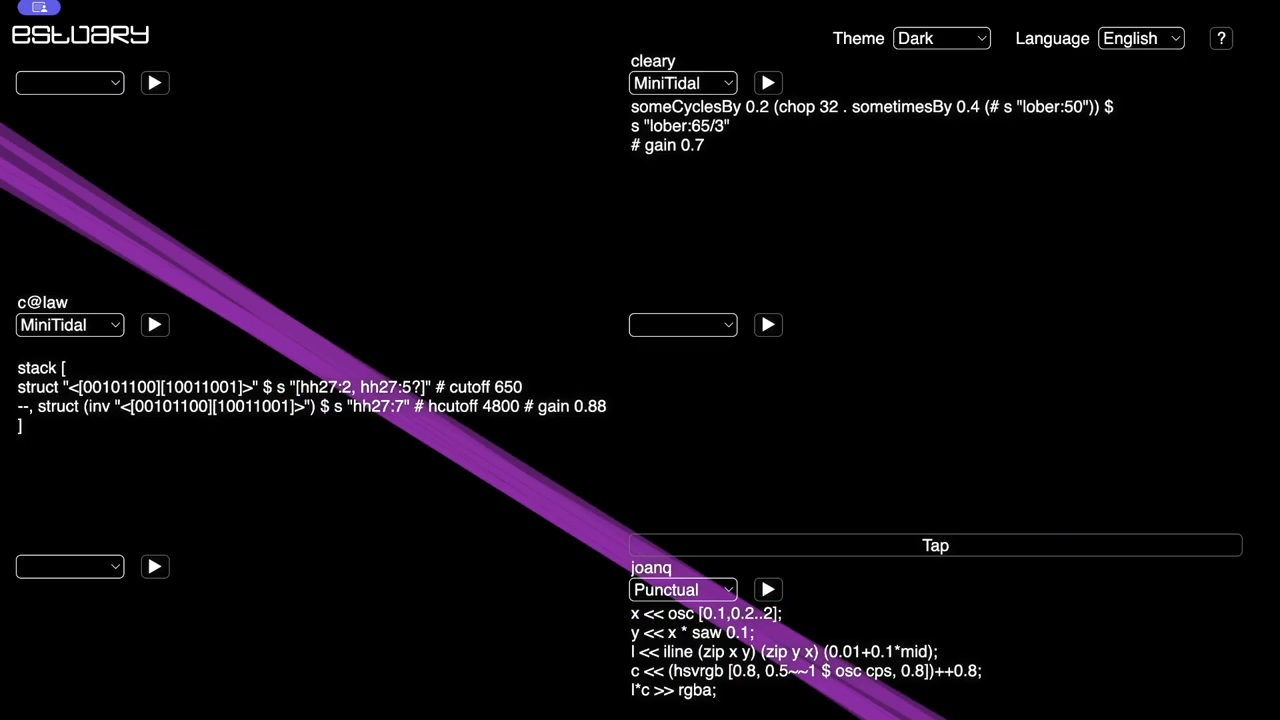 estuary
Theme Dark Language English ?
cleary
MiniTidal
someCyclesBy 0.2 (chop 32 . sometimesBy 0.4 (# s "lober:50")) $
s "lober:65/3"
# gain 0.7
c@law
MiniTidal
stack [
struct "<[00101100][10011001]>" $ s "[hh27:2, hh27:5?]" # cutoff 650
--, struct (inv "<[00101100][10011001]>") $ s "hh27:7" # hcutoff 4800 # gain 0.88
]
Tap
joanq
Punctual
x << osc [0.1,0.2..2];
y << x * saw 0.1;
l << iline (zip x y) (zip y x) (0.01+0.1*mid);
c << (hsvrgb [0.8, 0.5~~1 $ osc cps, 0.8])++0.8;
l*c >> rgba;